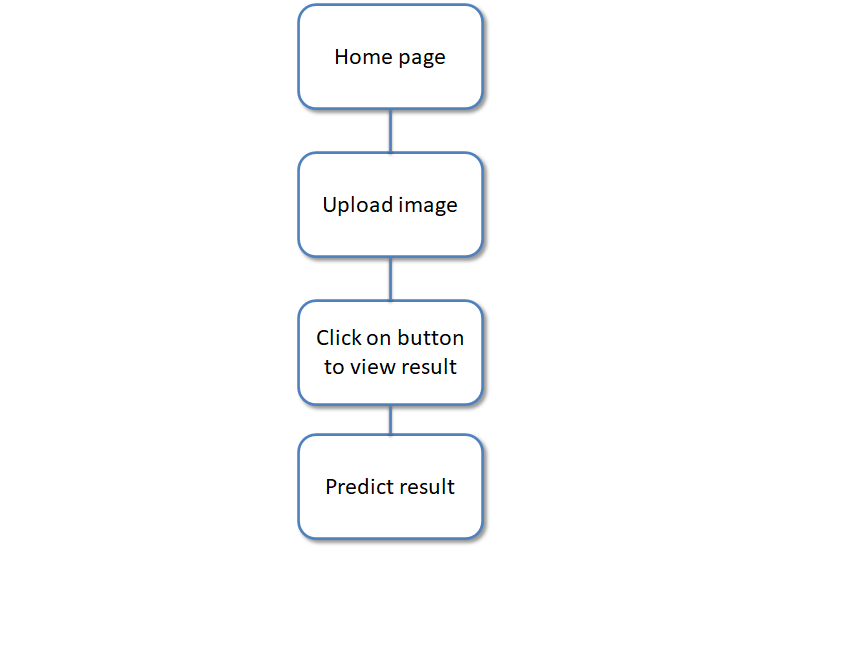 Home page
Upload image
Click on button
to view result
Predict result